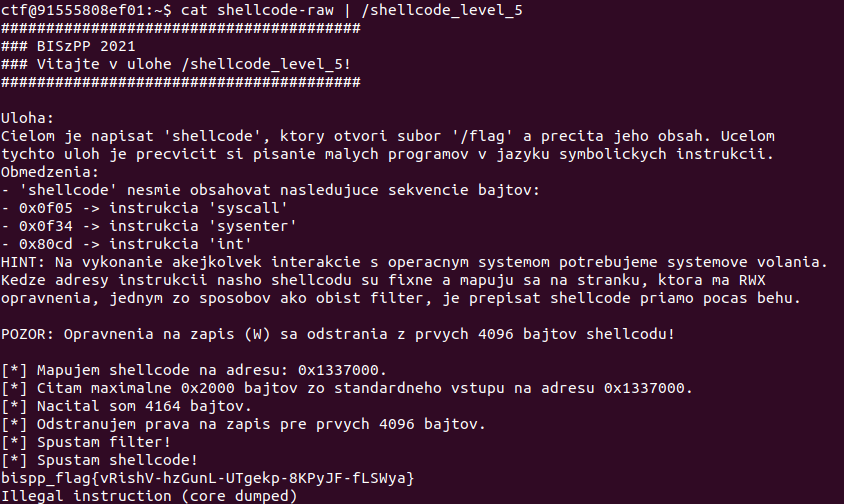 ctf@91555808ef01:~$ cat shellcode-raw | /shellcode_level_5
########################################
### BISzPP 2021
### Vitajte v ulohe /shellcode_level_5!
########################################
Uloha:
Cielom je napisat 'shellcode', ktory otvori subor '/flag' a precita jeho obsah. Ucelom
tychto uloh je precvicit si pisanie malych programov v jazyku symbolickych instrukcii.
Obmedzenia:
- 'shellcode' nesmie obsahovat nasledujuce sekvencie bajtov:
- 0x0f05 -> instrukcia 'syscall'
- 0x0f34 -> instrukcia 'sysenter'
- 0x80cd -> instrukcia 'int'
HINT: Na vykonanie akejkolvek interakcie s operacnym systemom potrebujeme systemove volania.
Kedze adresy instrukcii nasho shellcodu su fixne a mapuju sa na stranku, ktora ma RWX
opravnenia, jednym zo sposobov ako obist filter, je prepisat shellcode priamo pocas behu.
POZOR: Opravnenia na zapis (W) sa odstrania z prvych 4096 bajtov shellcodu!
[*] Mapujem shellcode na adresu: 0x1337000.
[*] Citam maximalne 0x2000 bajtov zo standardneho vstupu na adresu 0x1337000.
[*] Nacital som 4164 bajtov.
[*] Odstranujem prava na zapis pre prvych 4096 bajtov.
[*] Spustam filter!
[*] Spustam shellcode!
bispp_flag{vRishV-hzGunL-UTgekp-8KPyJF-fLSWya}
Illegal instruction (core dumped)